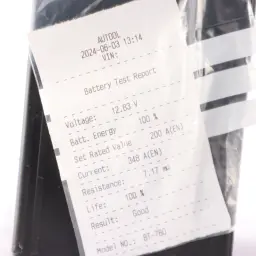 AUTOOL
2024-06-03 13:14
VIN:
Battery Test Report
Voltage: 12.83 V
Batt. Energy 100 %
Set Rated Value 200 A(EN)
Current: 348 A(EN)
Resistance: 7.17 mΩ
Life: 100 %
Result: Good
Model NO.: BT-760